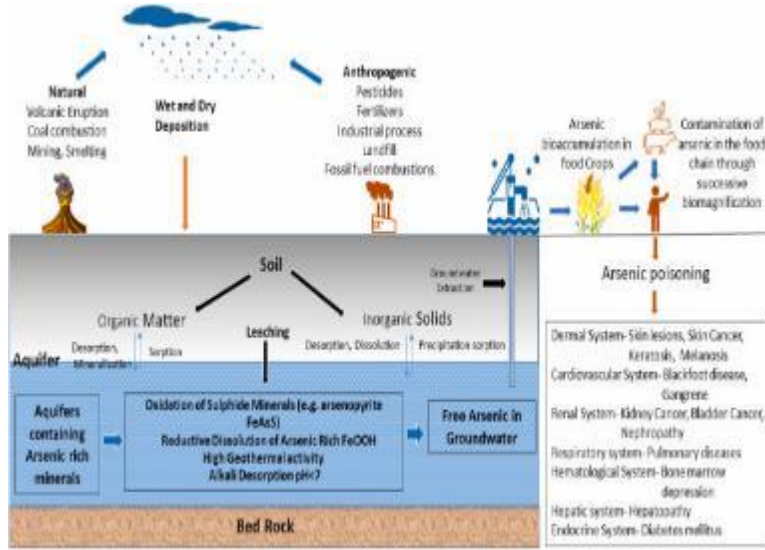 Natural
Volcanic Eruption
Coal combustion
Mining, Smelting
Wet and Dry
Deposition
Anthropogenic
Pesticides
Fertilizers
Industrial process
Landfill
Fossil fuel combustions
Arsenic
bioaccumulation in
food Crops
Contamination of
arsenic in the food
chain through
successive
biomagnification
Soil
Groundwater
Extraction
Organic Matter
Leaching
Inorganic Solids
Desorption,
Mineralization
Sorption
Desorption, Dissolution
Precipitation sorption
Aquifer
Aquifers
containing
Arsenic rich
minerals
Oxidation of Sulphide Minerals (e.g. arsenopyrite
FeAsS)
Reductive Dissolution of Arsenic Rich FeOOH
High Geothermal activity
Alkali Desorption pH<7
Free Arsenic in
Groundwater
Bed Rock
Arsenic poisoning
Dermal System- Skin lesions, Skin Cancer,
Keratosis, Melanosis
Cardiovascular System- Blackfoot disease,
Gangrene
Renal System- Kidney Cancer, Bladder Cancer,
Nephropathy
Respiratory system- Pulmonary diseases
Hematological System- Bone marrow
depression
Hepatic system- Hepatopathy
Endocrine System- Diabetes mellitus